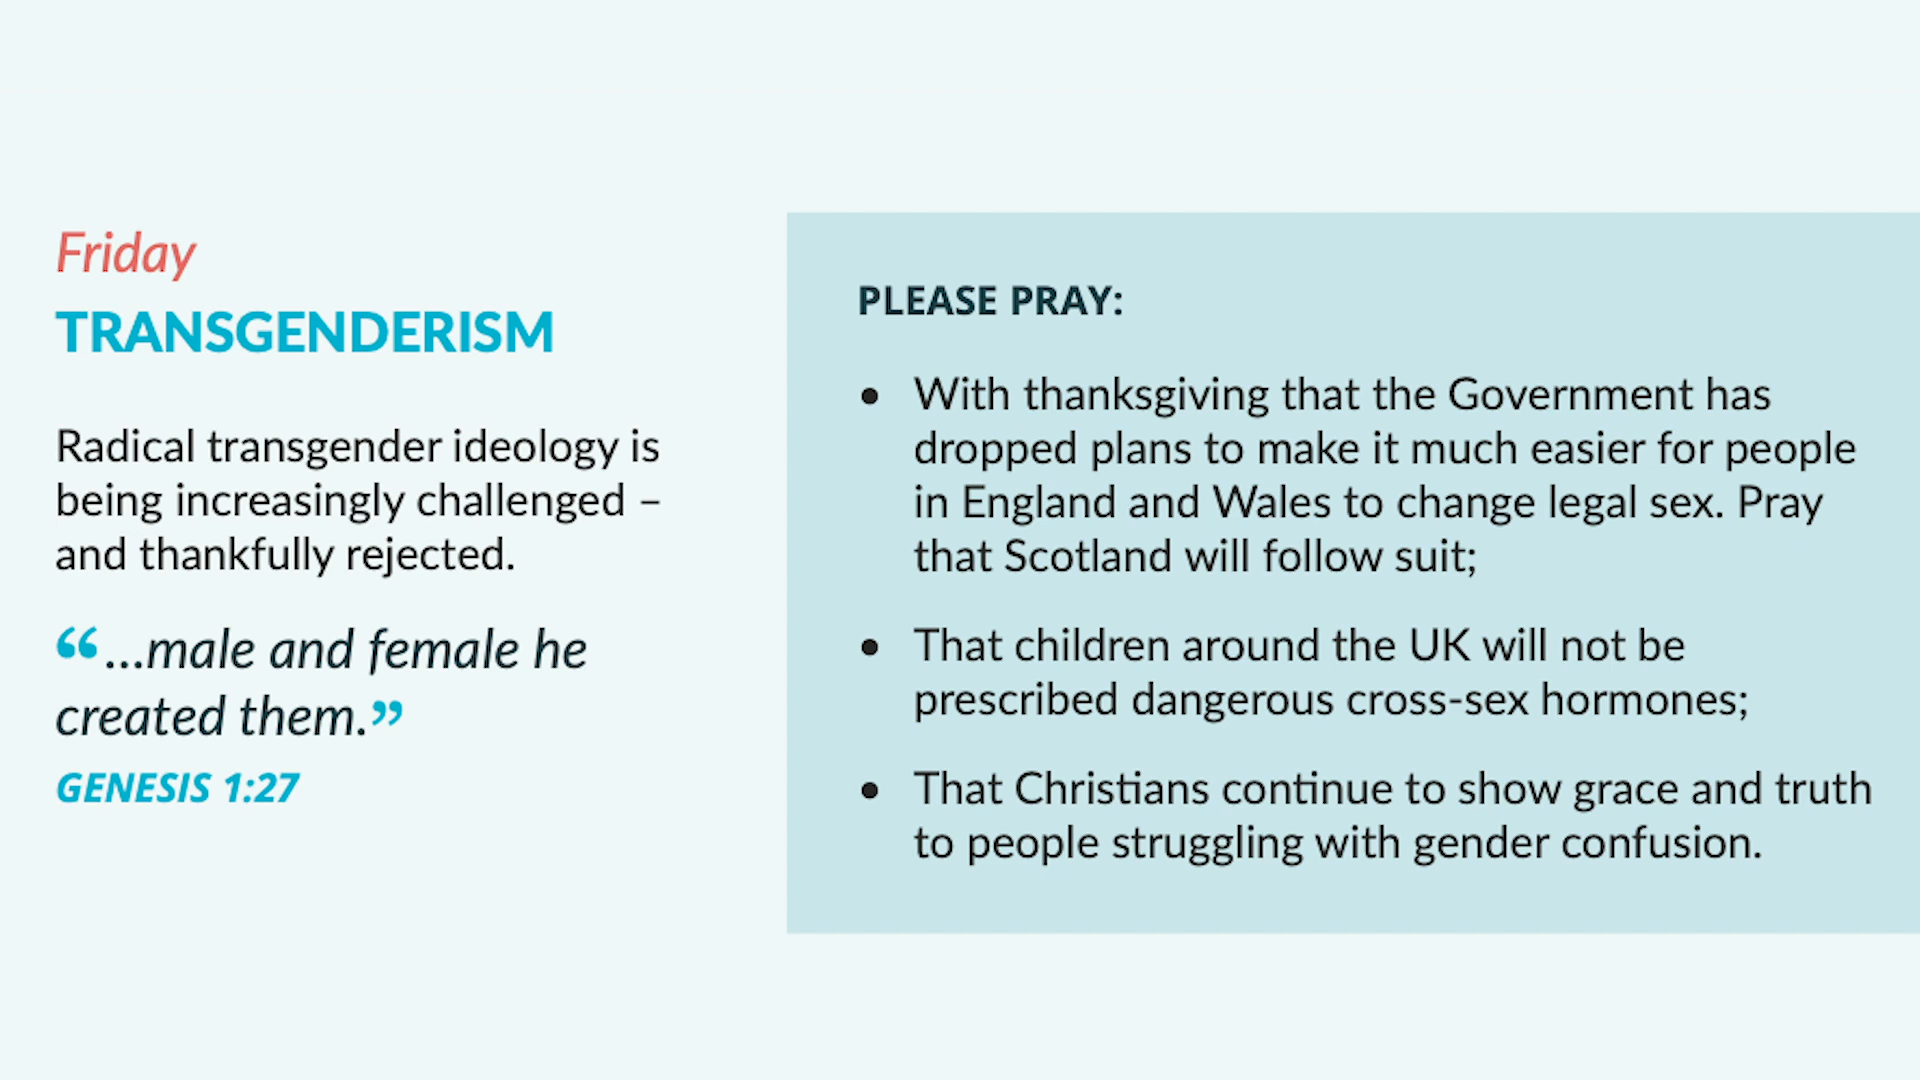 Friday
TRANSGENDERISM
Radical transgender ideology is
being increasingly challenged –
and thankfully rejected.
“...male and female he
created them.”
GENESIS 1:27
PLEASE PRAY:
• With thanksgiving that the Government has
dropped plans to make it much easier for people
in England and Wales to change legal sex. Pray
that Scotland will follow suit;
• That children around the UK will not be
prescribed dangerous cross-sex hormones;
• That Christians continue to show grace and truth
to people struggling with gender confusion.